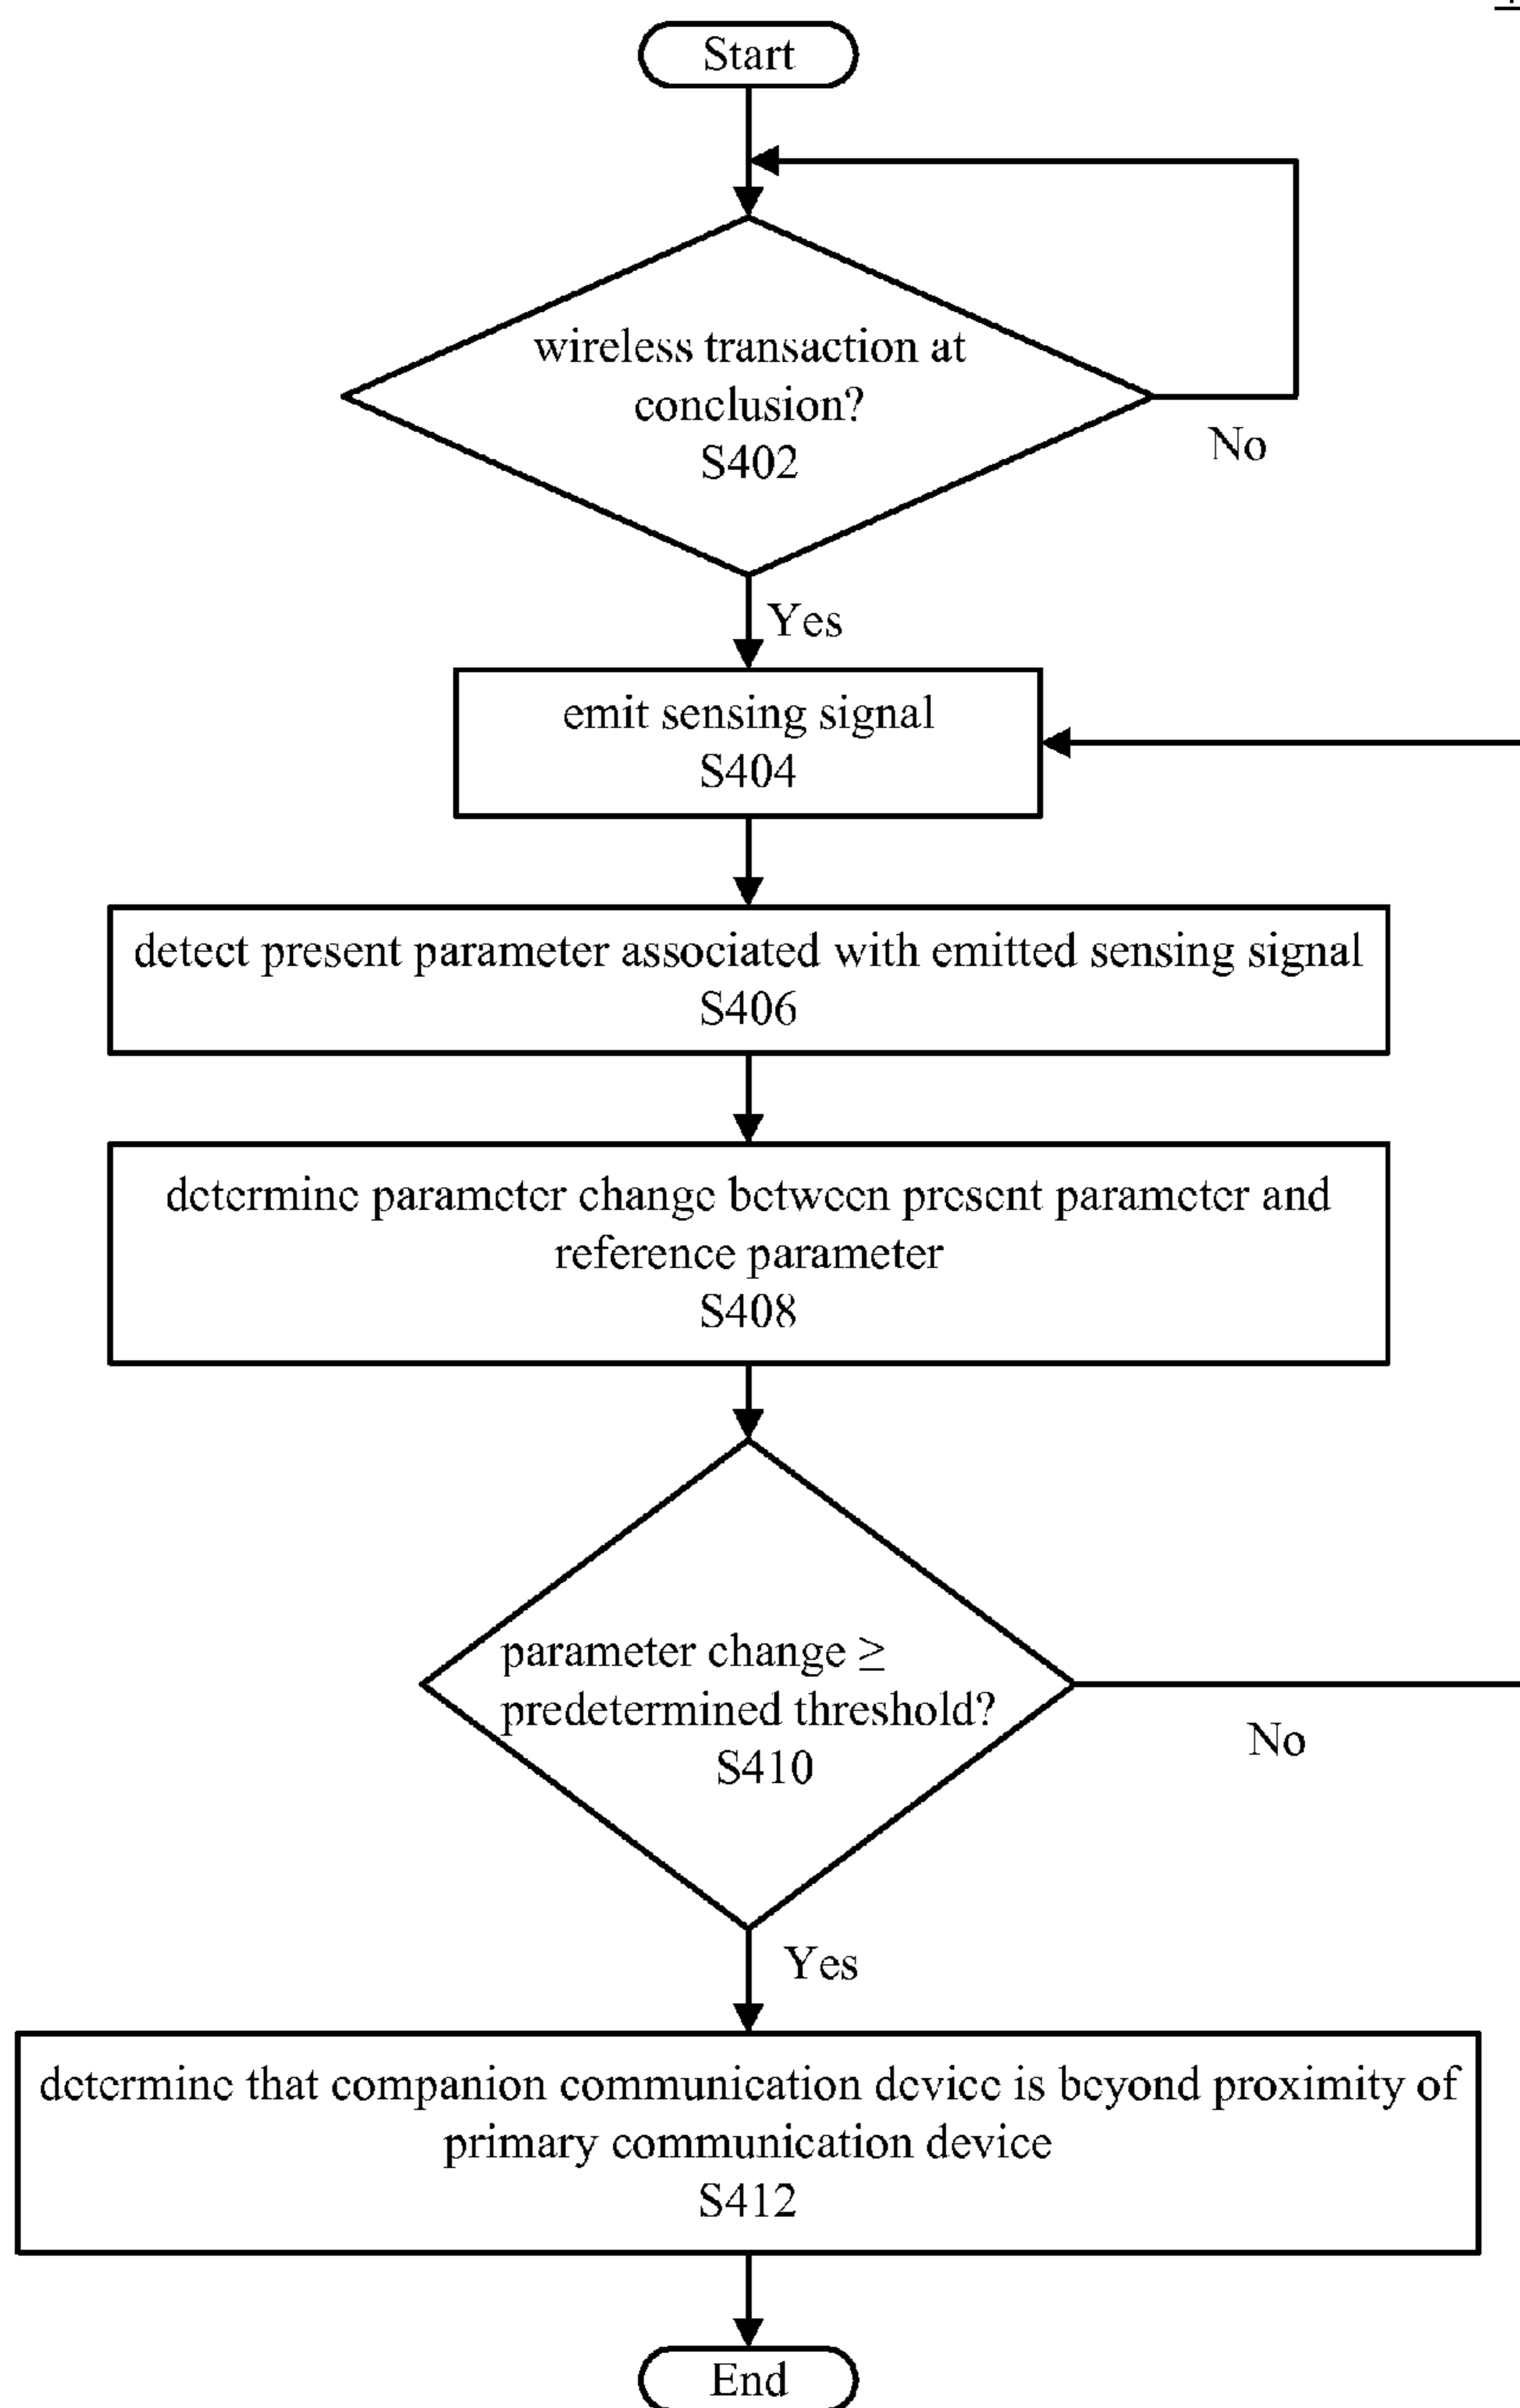 Start
wireless transaction at
conclusion?
S402
No
Yes
emit sensing signal
S404
detect present parameter associated with emitted sensing signal
S406
determine parameter change between present parameter and
reference parameter
S408
parameter change ≥
predetermined threshold?
S410
No
Yes
determine that companion communication device is beyond proximity of
primary communication device
S412
End